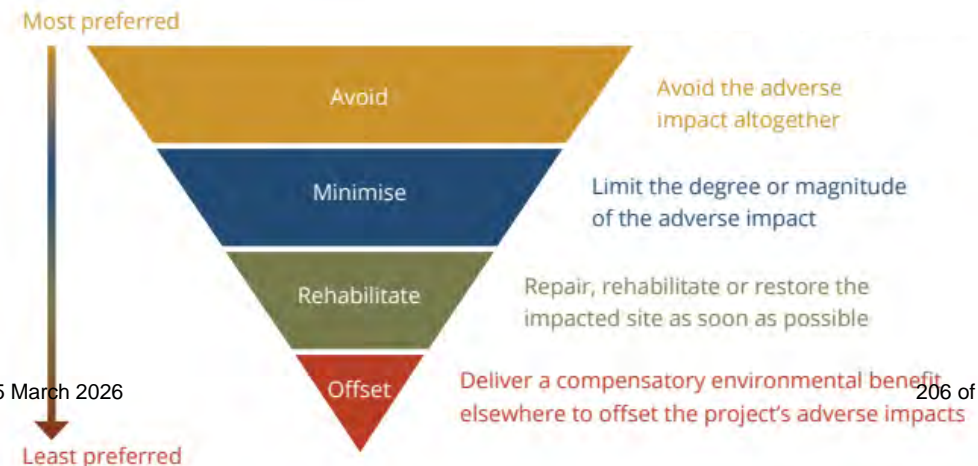 Most preferred
Avoid
Avoid the adverse
impact altogether
Minimise
Limit the degree or magnitude
of the adverse impact
Rehabilitate
Repair, rehabilitate or restore the
impacted site as soon as possible
Offset
Deliver a compensatory environmental benefit
elsewhere to offset the project's adverse impacts
5 March 2026
206 of
Least preferred